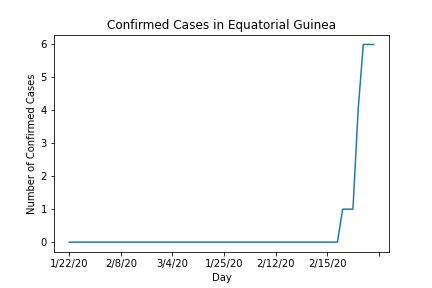 Confirmed Cases in Equatorial Guinea
6
5
4
3
2
1
0
Number of Confirmed Cases
1/22/20 2/8/20 3/4/20 1/25/20 2/12/20 2/15/20
Day